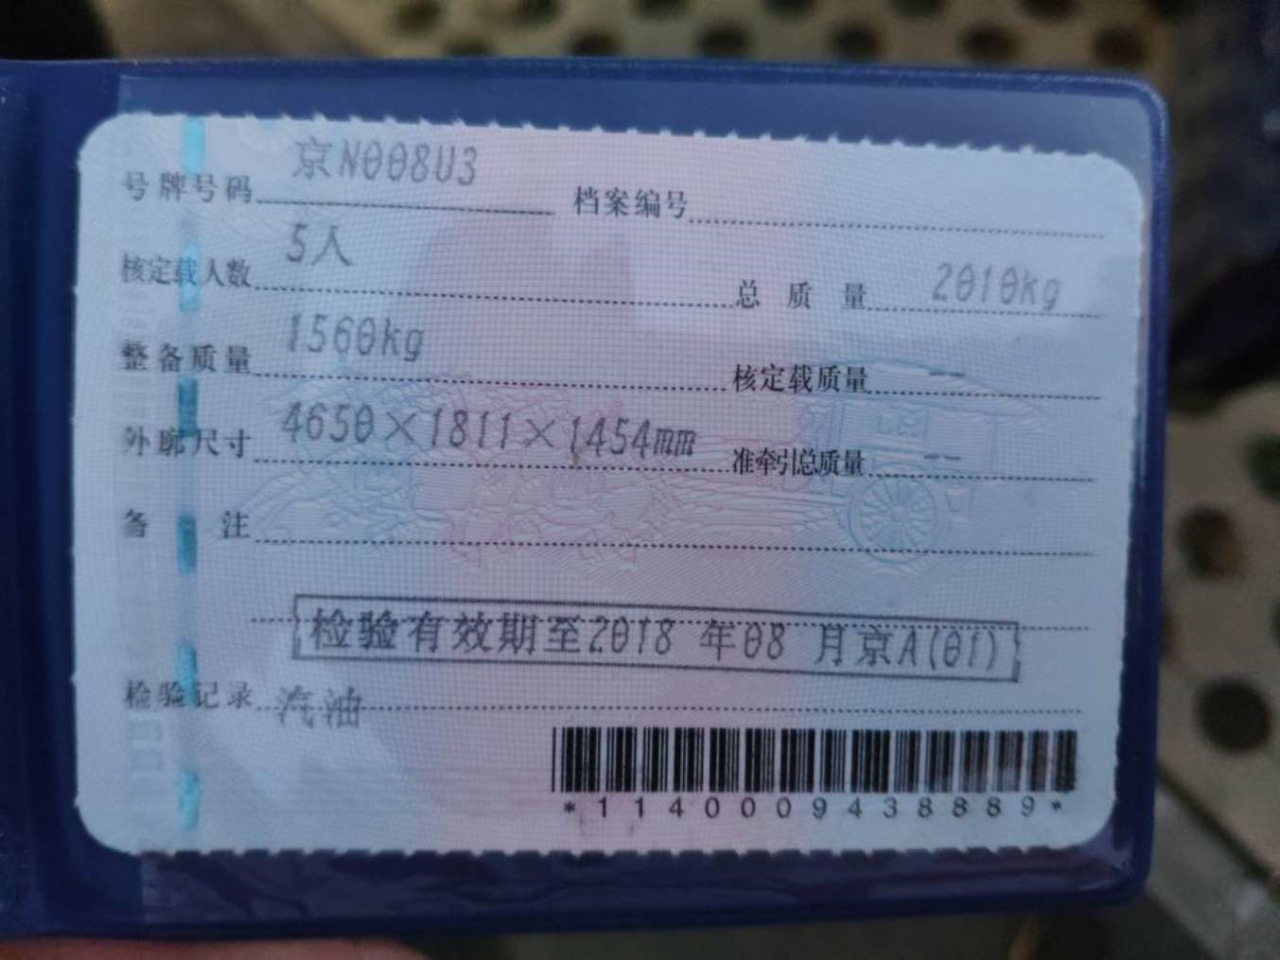 号牌号码 京N008U3 档案编号
核定载人数 5人 总质量 2010kg
整备质量 1560kg 核定载质量 --
外廓尺寸 4650×1811×1454mm 准牵引总质量 --
备注
检验有效期至2018 年08 月京A(01)
检验记录 汽油
*1140009438889*